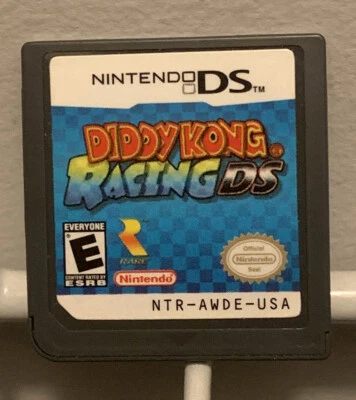 NINTENDO DS™
DIDDY KONG
RACING DS
EVERYONE
E
CONTENT RATED BY
ESRB
RARE
Nintendo
Official
Nintendo
Seal
NTR-AWDE-USA